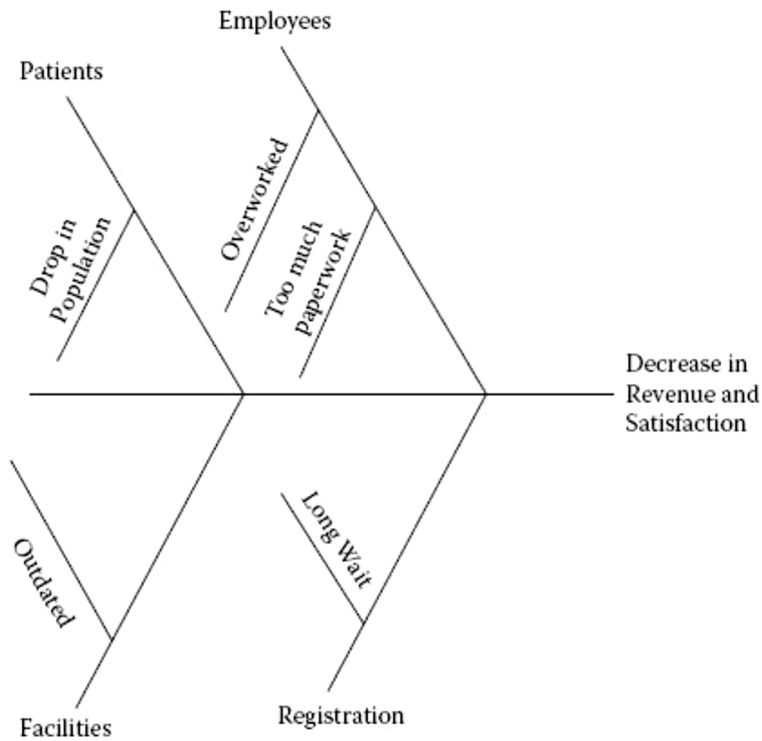 Employees
Patients
Overworked
Drop in
Population
Too much
paperwork
Decrease in
Revenue and
Satisfaction
Long Wait
Outdated
Registration
Facilities